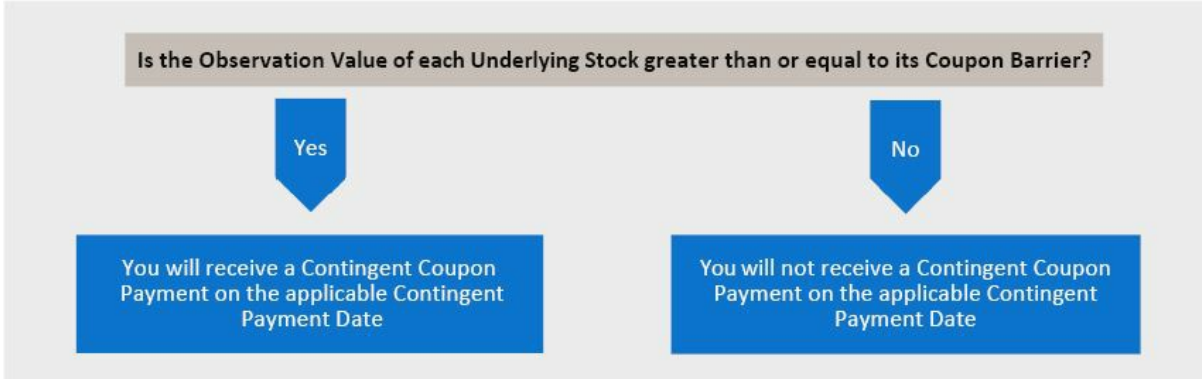 Is the Observation Value of each Underlying Stock greater than or equal to its Coupon Barrier?
Yes
No
You will receive a Contingent Coupon
Payment on the applicable Contingent
Payment Date
You will not receive a Contingent Coupon
Payment on the applicable Contingent
Payment Date